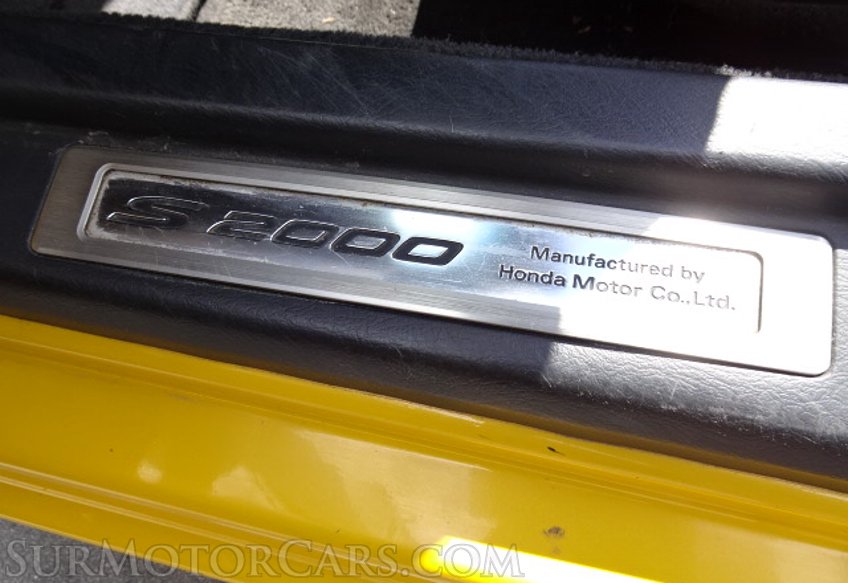 S2000
Manufactured by
Honda Motor Co.,Ltd.
SurMotorCars.com